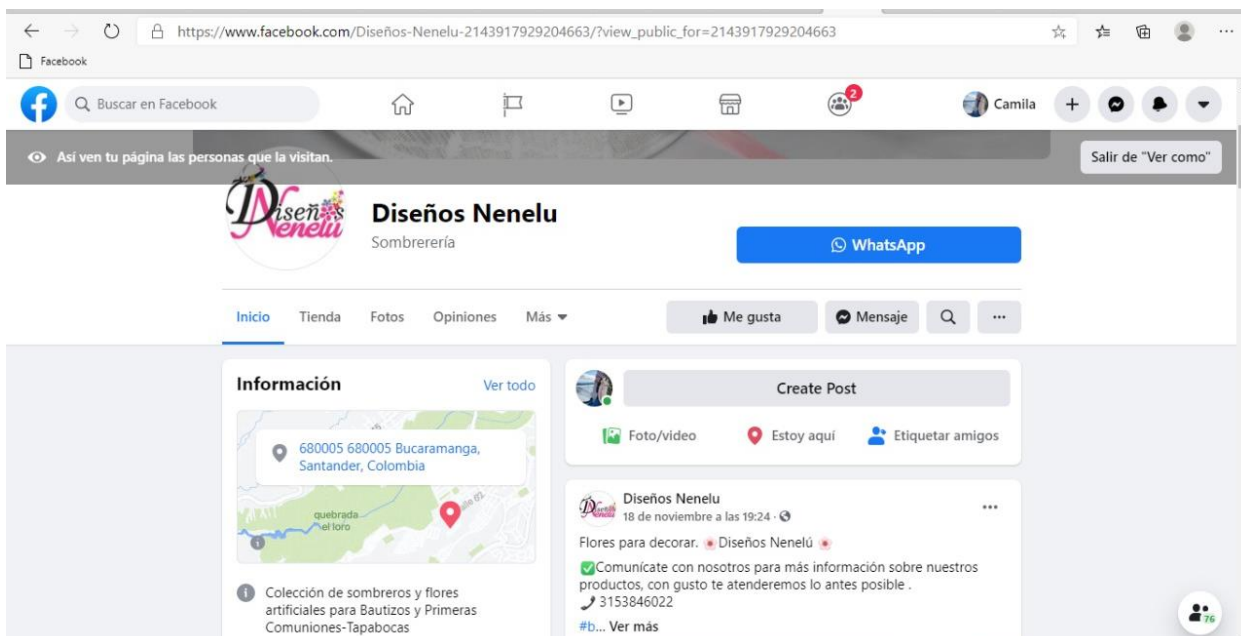 https://www.facebook.com/Diseños-Nenelu-2143917929204663/?view_public_for=2143917929204663
Facebook
Buscar en Facebook
2
Camila
Así ven tu página las personas que la visitan.
Salir de "Ver como"
Diseños
Nenelú
Diseños Nenelu
Sombrerería
WhatsApp
Inicio Tienda Fotos Opiniones Más
Me gusta Mensaje
Información Ver todo
680005 680005 Bucaramanga,
Santander, Colombia
quebrada
el loro
Colección de sombreros y flores
artificiales para Bautizos y Primeras
Comuniones-Tapabocas
Create Post
Foto/video Estoy aquí Etiquetar amigos
Diseños Nenelu
18 de noviembre a las 19:24 ·
Flores para decorar. Diseños Nenelú
Comunícate con nosotros para más información sobre nuestros
productos, con gusto te atenderemos lo antes posible .
3153846022
#b... Ver más
76